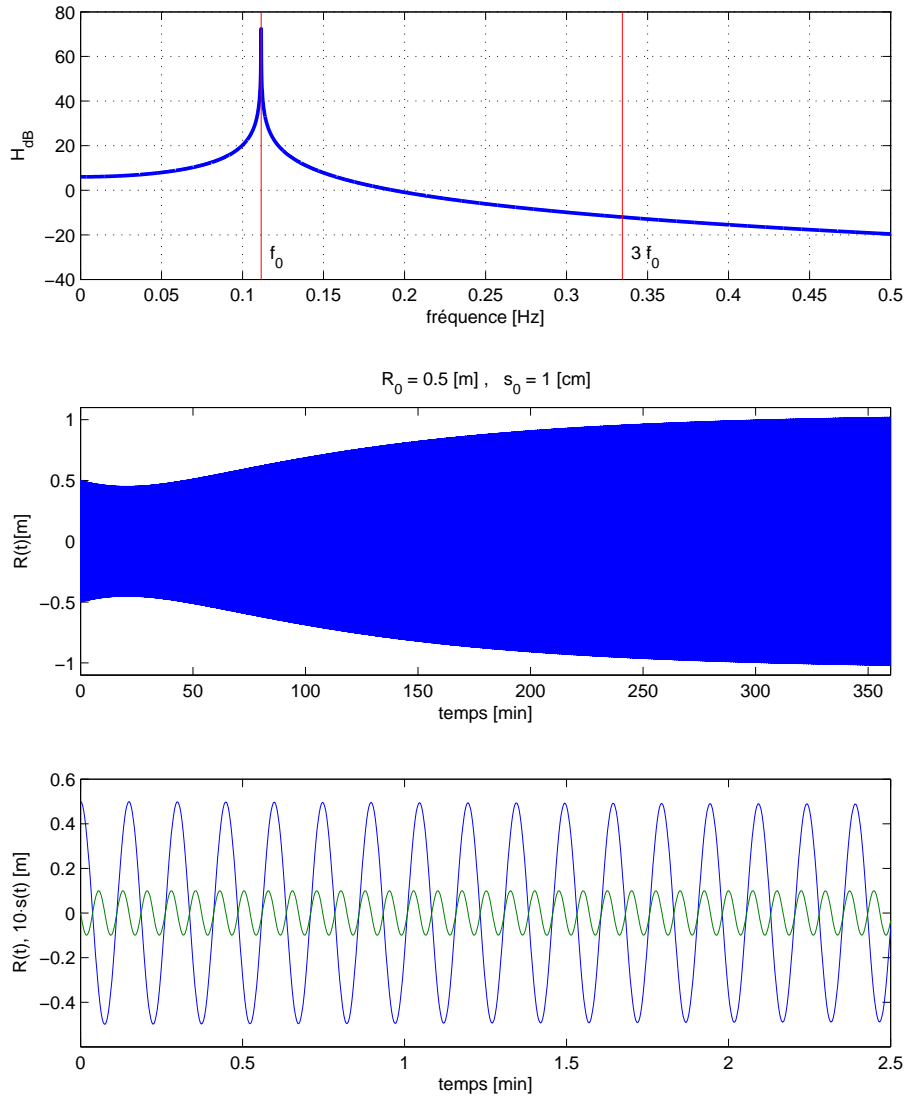 80
60
40
20
0
−20
−40
H_dB
f_0
3 f_0
0 0.05 0.1 0.15 0.2 0.25 0.3 0.35 0.4 0.45 0.5
fréquence [Hz]
R_0 = 0.5 [m] , s_0 = 1 [cm]
1
0.5
0
−0.5
−1
R(t)[m]
0 50 100 150 200 250 300 350
temps [min]
0.6
0.4
0.2
0
−0.2
−0.4
R(t), 10·s(t) [m]
0 0.5 1 1.5 2 2.5
temps [min]